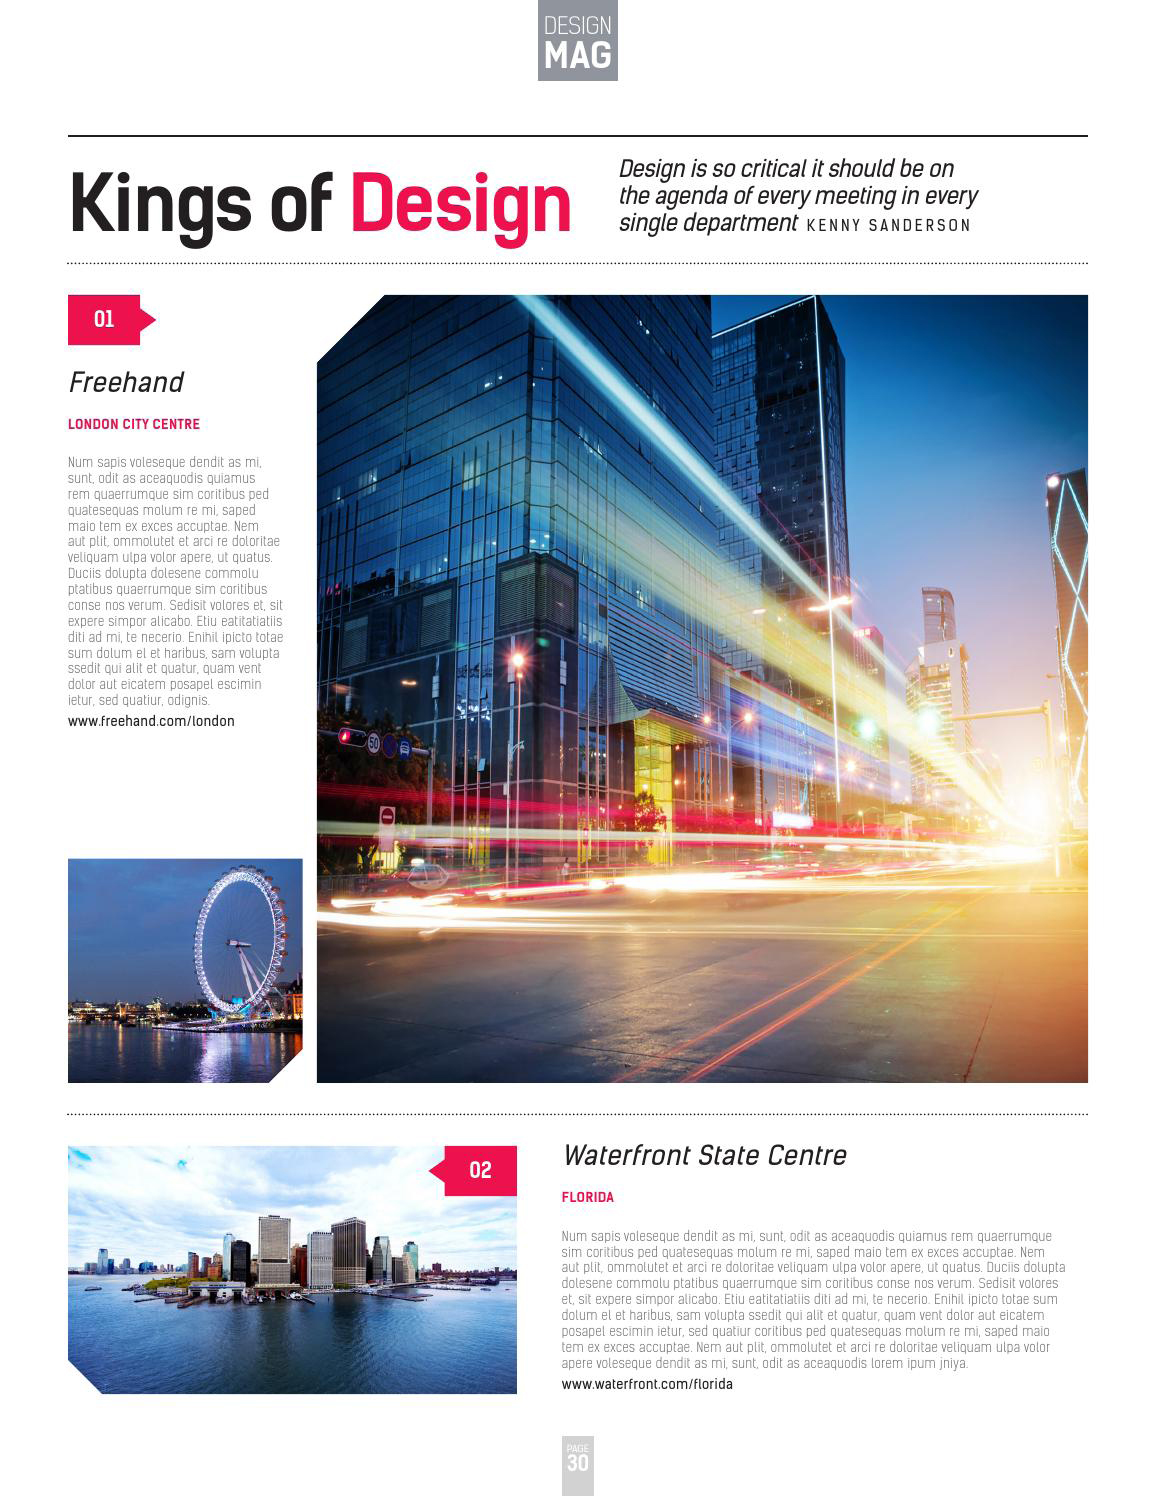 DESIGN
MAG
Kings of Design
Design is so critical it should be on
the agenda of every meeting in every
single department KENNY SANDERSON
01
Freehand
LONDON CITY CENTRE
Num sapis voleseque dendit as mi,
sunt, odit as aceaquodis quiamus
rem quaerrumque sim coritibus ped
quatesequas molum re mi, saped
maio tem ex exces accuptae. Nem
aut plit, ommolutet et arci re doloritae
veliquam ulpa volor apere, ut quatus.
Duciis dolupta dolesene commolu
ptatibus quaerrumque sim coritibus
conse nos verum. Sedisit volores et, sit
expere simpor alicabo. Etiu eatitatiatiis
diti ad mi, te necerio. Enihil ipicto totae
sum dolum el et haribus, sam volupta
ssedit qui alit et quatur, quam vent
dolor aut eicatem posapel escimin
ietur, sed quatiur, odignis.
www.freehand.com/london
50
02
Waterfront State Centre
FLORIDA
Num sapis voleseque dendit as mi, sunt, odit as aceaquodis quiamus rem quaerrumque
sim coritibus ped quatesequas molum re mi, saped maio tem ex exces accuptae. Nem
aut plit, ommolutet et arci re doloritae veliquam ulpa volor apere, ut quatus. Duciis dolupta
dolesene commolu ptatibus quaerrumque sim coritibus conse nos verum. Sedisit volores
et, sit expere simpor alicabo. Etiu eatitatiatiis diti ad mi, te necerio. Enihil ipicto totae sum
dolum el et haribus, sam volupta ssedit qui alit et quatur, quam vent dolor aut eicatem
posapel escimin ietur, sed quatiur coritibus ped quatesequas molum re mi, saped maio
tem ex exces accuptae. Nem aut plit, ommolutet et arci re doloritae veliquam ulpa volor
apere voleseque dendit as mi, sunt, odit as aceaquodis lorem ipum jniya.
www.waterfront.com/florida
PAGE
30